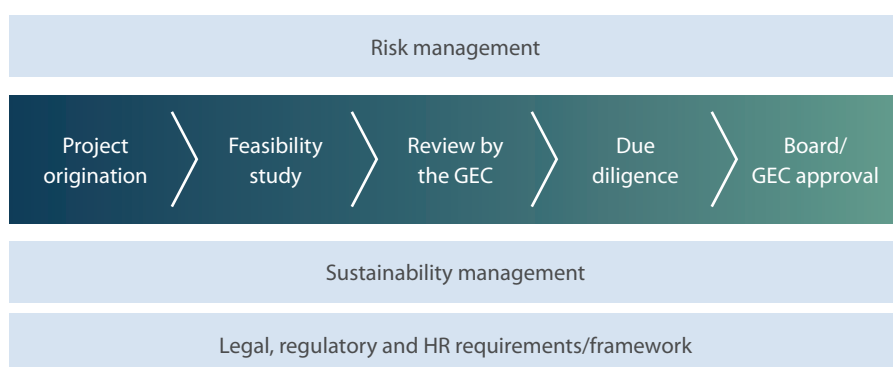 Risk management
Project
origination
Feasibility
study
Review by
the GEC
Due
diligence
Board/
GEC approval
Sustainability management
Legal, regulatory and HR requirements/framework